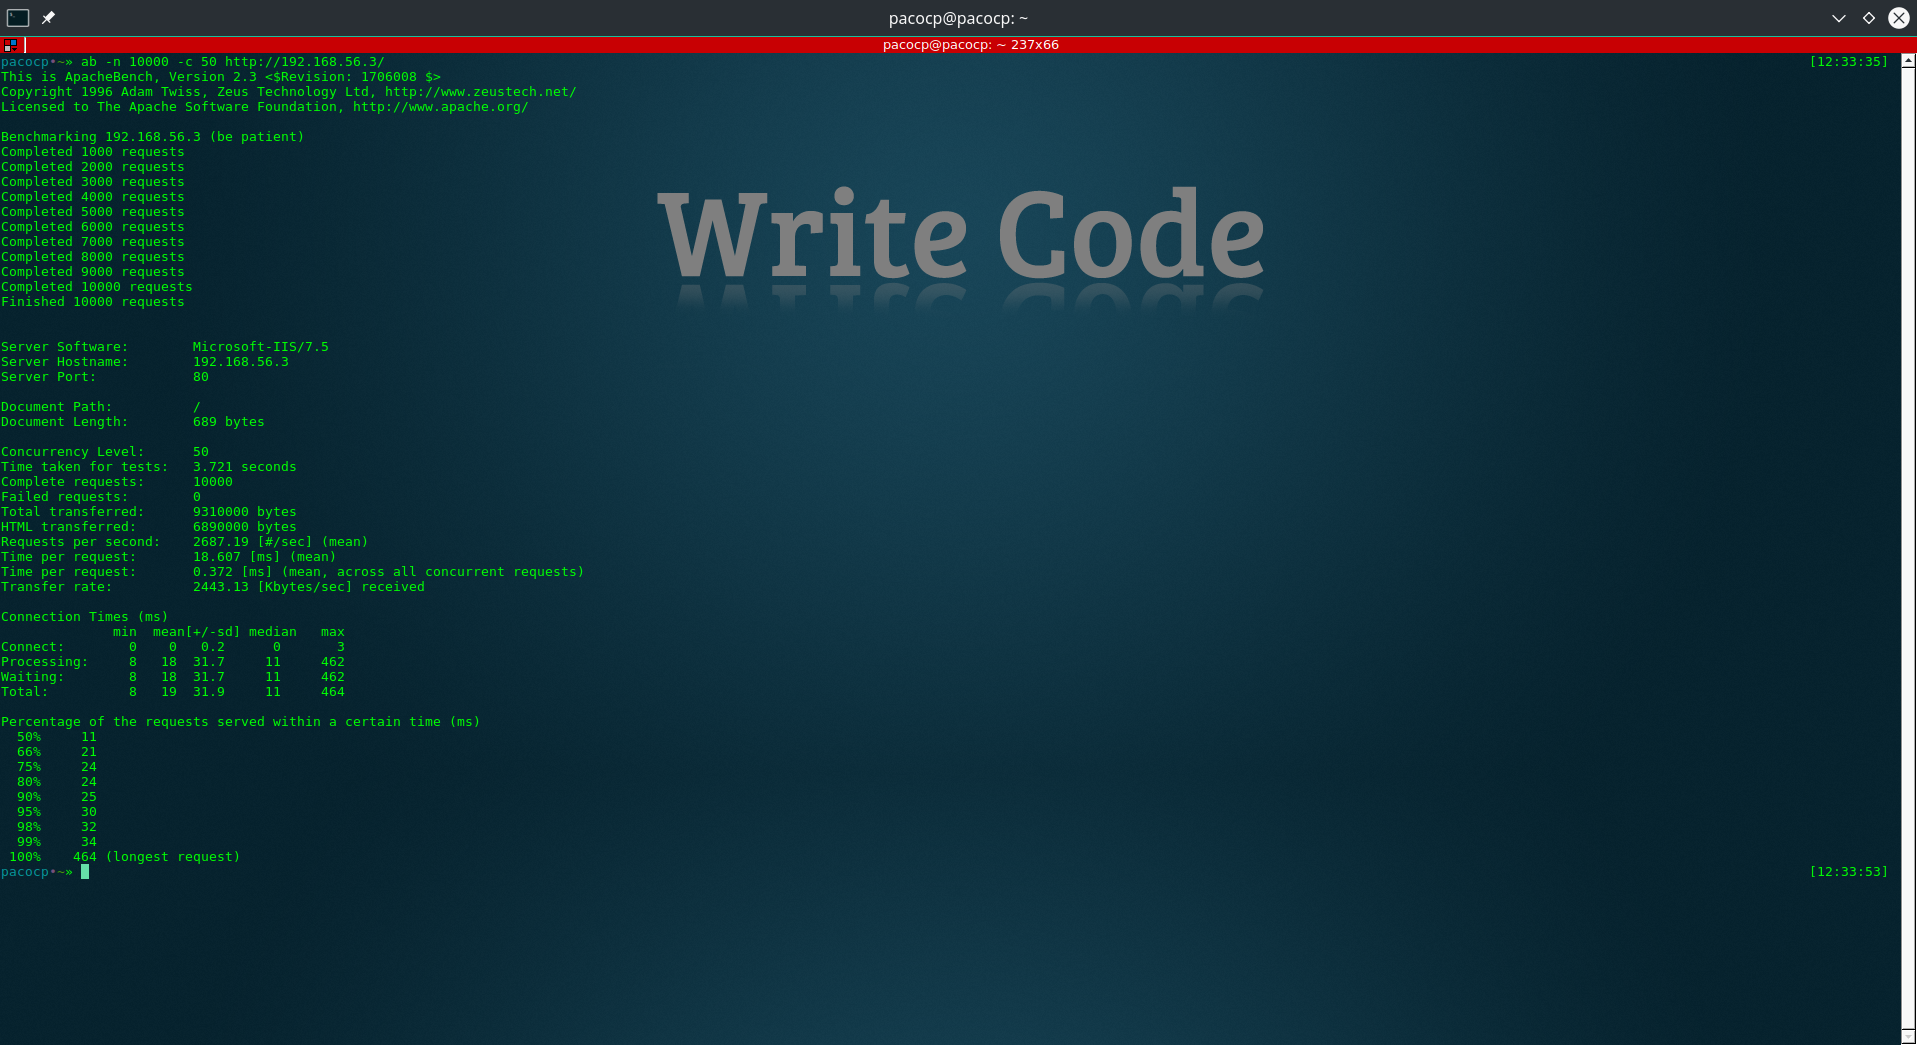 pacocp@pacocp: ~
pacocp@pacocp: ~ 237x66
pacocp•~» ab -n 10000 -c 50 http://192.168.56.3/ [12:33:35]
This is ApacheBench, Version 2.3 <$Revision: 1706008 $>
Copyright 1996 Adam Twiss, Zeus Technology Ltd, http://www.zeustech.net/
Licensed to The Apache Software Foundation, http://www.apache.org/
Benchmarking 192.168.56.3 (be patient)
Completed 1000 requests
Completed 2000 requests
Completed 3000 requests
Completed 4000 requests
Completed 5000 requests
Completed 6000 requests
Completed 7000 requests
Completed 8000 requests
Completed 9000 requests
Completed 10000 requests
Finished 10000 requests
Write Code
Server Software: Microsoft-IIS/7.5
Server Hostname: 192.168.56.3
Server Port: 80
Document Path: /
Document Length: 689 bytes
Concurrency Level: 50
Time taken for tests: 3.721 seconds
Complete requests: 10000
Failed requests: 0
Total transferred: 9310000 bytes
HTML transferred: 6890000 bytes
Requests per second: 2687.19 [#/sec] (mean)
Time per request: 18.607 [ms] (mean)
Time per request: 0.372 [ms] (mean, across all concurrent requests)
Transfer rate: 2443.13 [Kbytes/sec] received
Connection Times (ms)
min mean[+/-sd] median max
Connect: 0 0 0.2 0 3
Processing: 8 18 31.7 11 462
Waiting: 8 18 31.7 11 462
Total: 8 19 31.9 11 464
Percentage of the requests served within a certain time (ms)
50% 11
66% 21
75% 24
80% 24
90% 25
95% 30
98% 32
99% 34
100% 464 (longest request)
pacocp•~» [12:33:53]